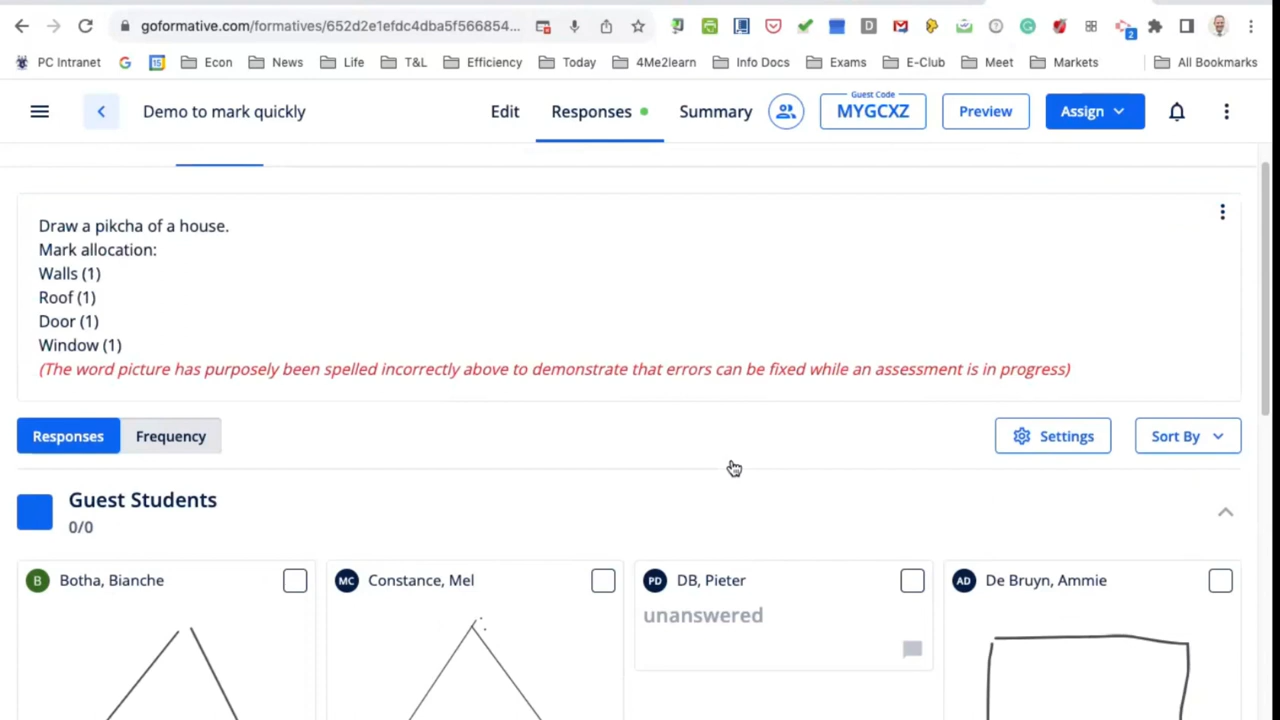 goformative.com/formatives/652d2e1efdc4dba5f566854...
2
PC Intranet
Econ
News
Life
T&L
Efficiency
Today
4Me2learn
Info Docs
Exams
E-Club
Meet
Markets
All Bookmarks
Demo to mark quickly
Edit
Responses
Summary
Guest Code
MYGCXZ
Preview
Assign
Draw a pikcha of a house.
Mark allocation:
Walls (1)
Roof (1)
Door (1)
Window (1)
(The word picture has purposely been spelled incorrectly above to demonstrate that errors can be fixed while an assessment is in progress)
Responses
Frequency
Settings
Sort By
Guest Students
0/0
B
Botha, Bianche
MC
Constance, Mel
PD
DB, Pieter
AD
De Bruyn, Ammie
unanswered